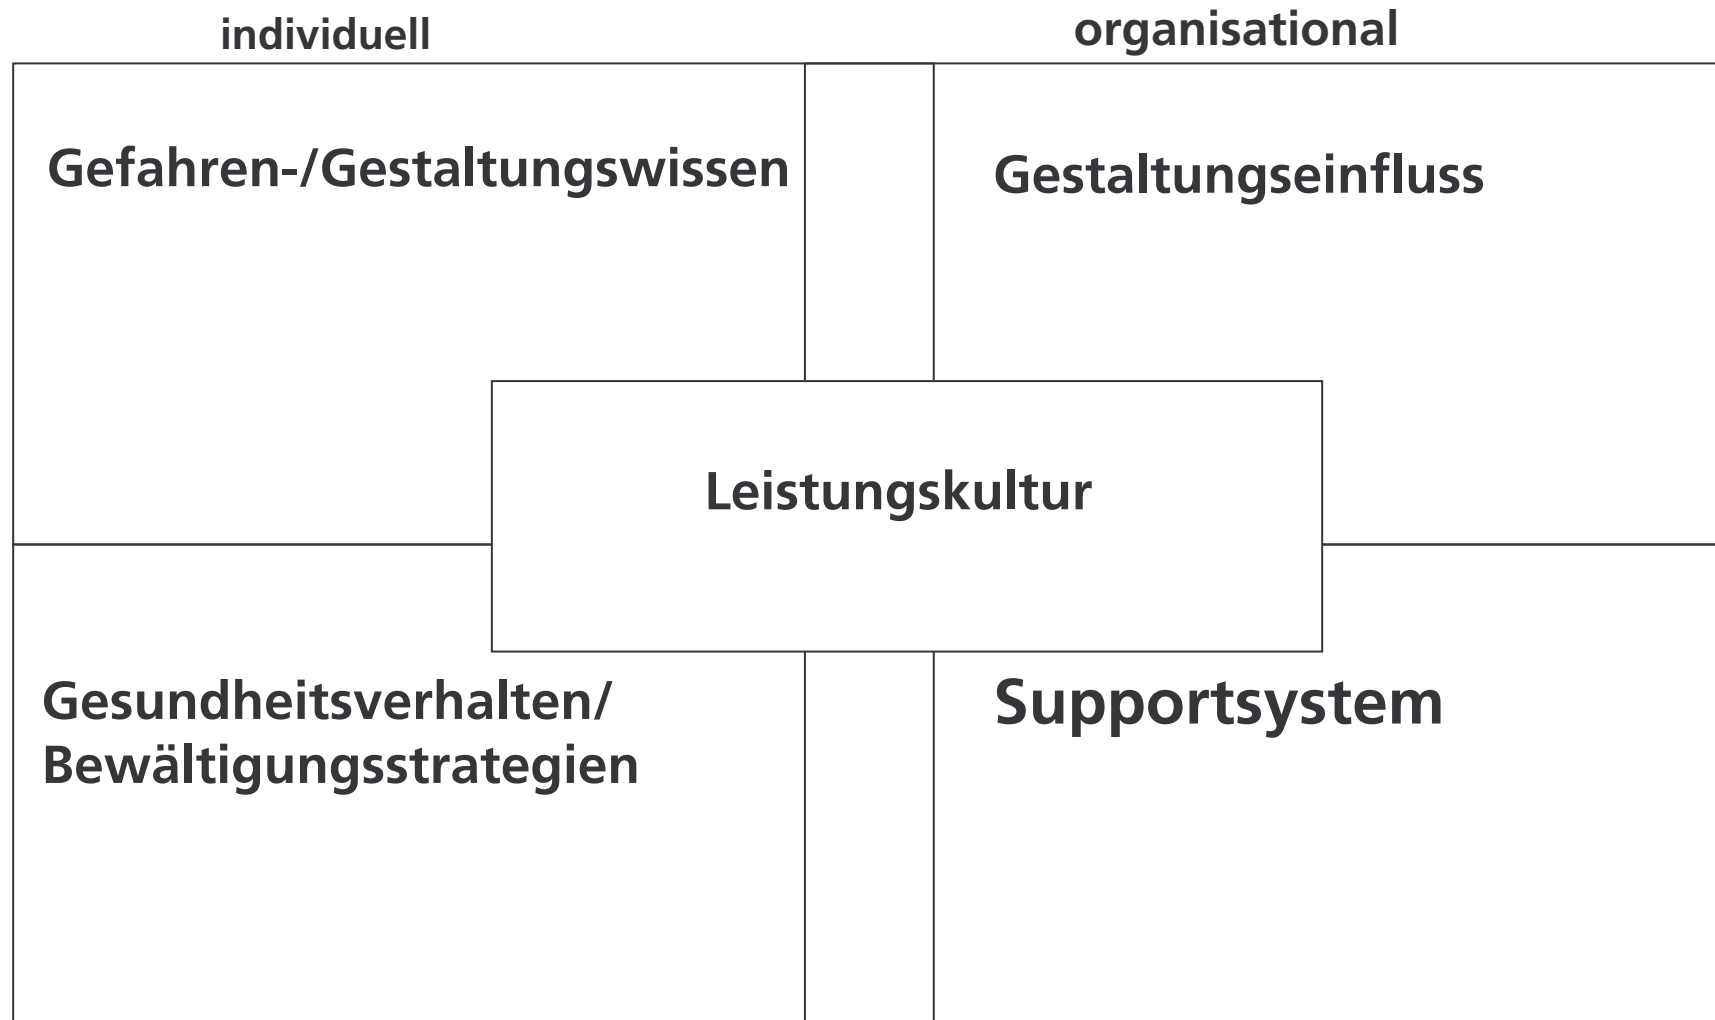 individuell
organisational
Gefahren-/Gestaltungswissen
Gestaltungseinfluss
Leistungskultur
Gesundheitsverhalten/
Bewältigungsstrategien
Supportsystem